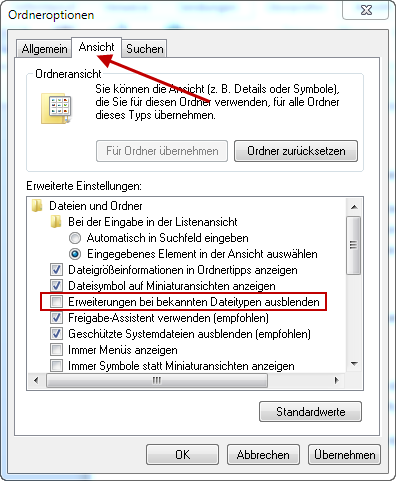 Ordneroptionen
Allgemein Ansicht Suchen
Ordneransicht
Sie können die Ansicht (z. B. Details oder Symbole),
die Sie für diesen Ordner verwenden, für alle Ordner
dieses Typs übernehmen.
Für Ordner übernehmen Ordner zurücksetzen
Erweiterte Einstellungen:
Dateien und Ordner
Bei der Eingabe in der Listenansicht
Automatisch in Suchfeld eingeben
Eingegebenes Element in der Ansicht auswählen
Dateigrößeinformationen in Ordnertipps anzeigen
Dateisymbol auf Miniaturansichten anzeigen
Erweiterungen bei bekannten Dateitypen ausblenden
Freigabe-Assistent verwenden (empfohlen)
Geschützte Systemdateien ausblenden (empfohlen)
Immer Menüs anzeigen
Immer Symbole statt Miniaturansichten anzeigen
Standardwerte
OK Abbrechen Übernehmen